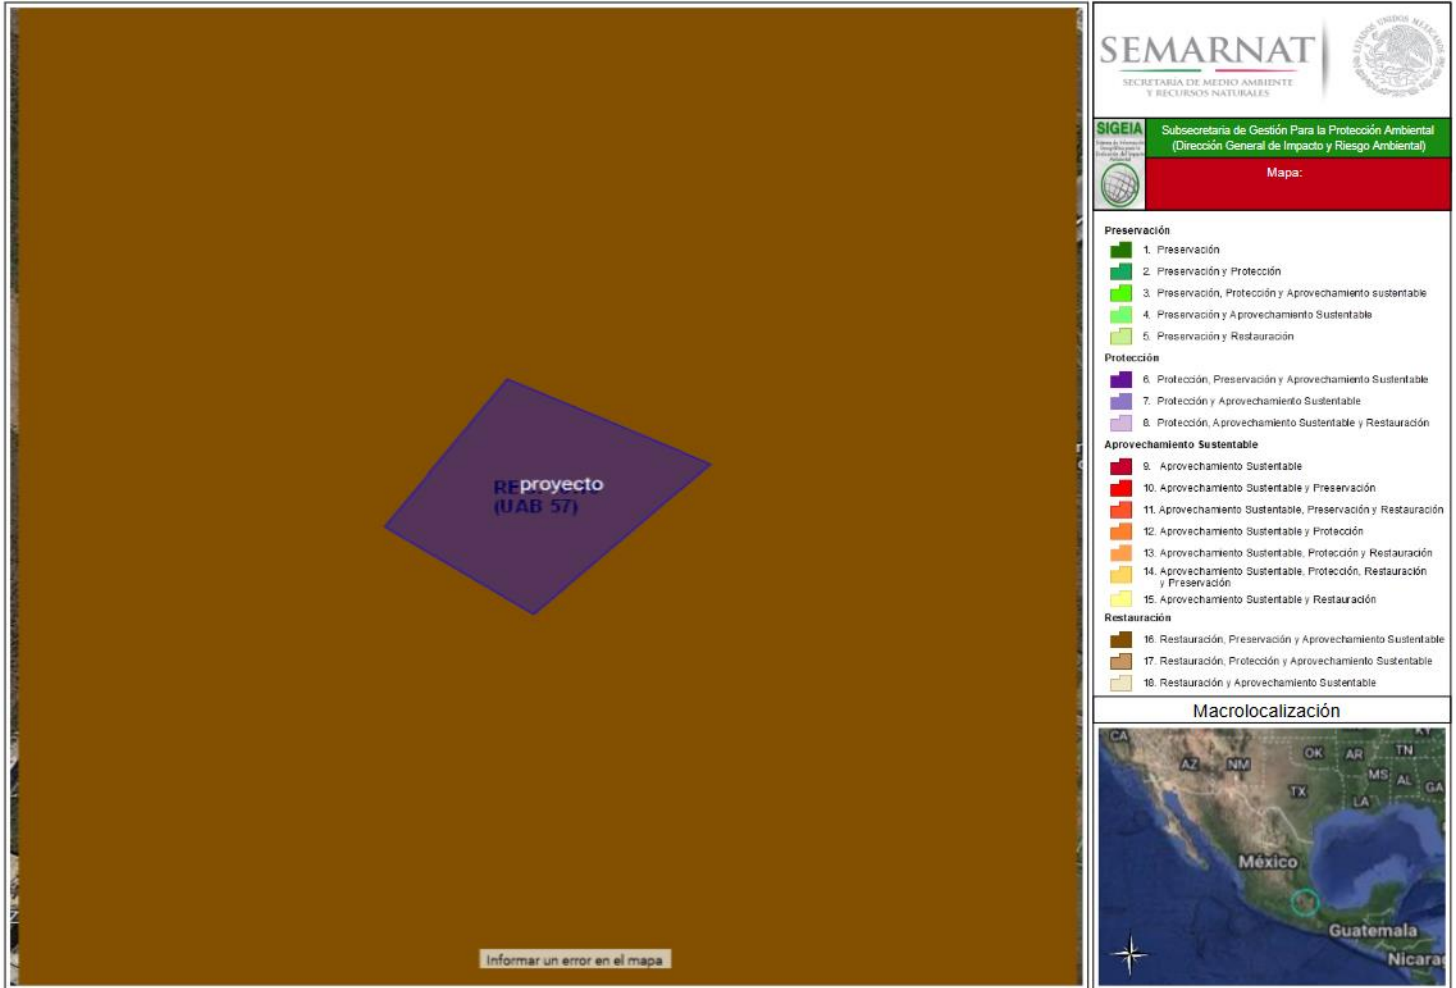 proyecto
(UAB 57)
Informar un error en el mapa
SEMARNAT
SECRETARÍA DE MEDIO AMBIENTE
Y RECURSOS NATURALES
ESTADOS UNIDOS MEXICANOS
SIGEIA
Subsecretaria de Gestión Para la Protección Ambiental
(Dirección General de Impacto y Riesgo Ambiental)
Mapa:
Preservación
1. Preservación
2. Preservación y Protección
3. Preservación, Protección y Aprovechamiento sustentable
4. Preservación y Aprovechamiento Sustentable
5. Preservación y Restauración
Protección
6. Protección, Preservación y Aprovechamiento Sustentable
7. Protección y Aprovechamiento Sustentable
8. Protección, Aprovechamiento Sustentable y Restauración
Aprovechamiento Sustentable
9. Aprovechamiento Sustentable
10. Aprovechamiento Sustentable y Preservación
11. Aprovechamiento Sustentable, Preservación y Restauración
12. Aprovechamiento Sustentable y Protección
13. Aprovechamiento Sustentable, Protección y Restauración
14. Aprovechamiento Sustentable, Protección, Restauración
y Preservación
15. Aprovechamiento Sustentable y Restauración
Restauración
16. Restauración, Preservación y Aprovechamiento Sustentable
17. Restauración, Protección y Aprovechamiento Sustentable
18. Restauración y Aprovechamiento Sustentable
Macrolocalización
CA
KY
OK AR TN
AZ NM
MS AL GA
TX
LA
México
Guatemala
Nicara